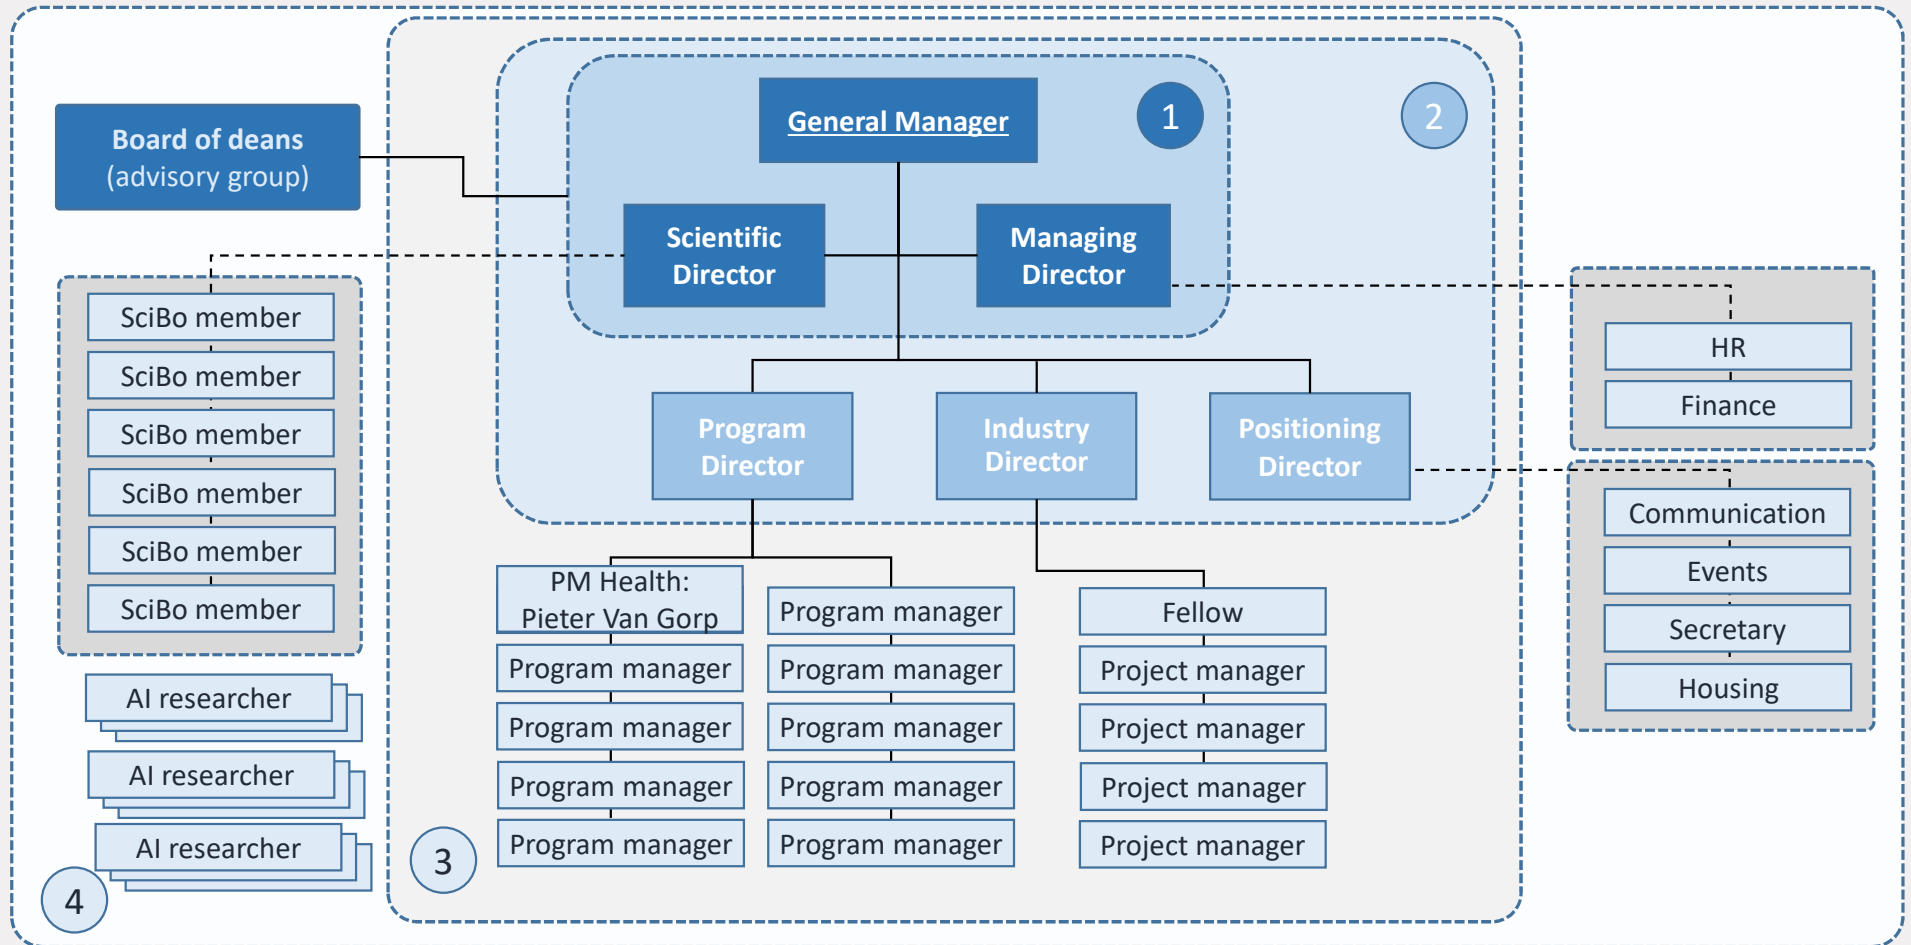 Board of deans
(advisory group)
General Manager
1
2
Scientific
Director
Managing
Director
SciBo member
SciBo member
SciBo member
SciBo member
SciBo member
SciBo member
HR
Finance
Program
Director
Industry
Director
Positioning
Director
Communication
Events
Secretary
Housing
PM Health:
Pieter Van Gorp
Program manager
Program manager
Program manager
Program manager
Program manager
Program manager
Program manager
Program manager
Program manager
Fellow
Project manager
Project manager
Project manager
Project manager
AI researcher
AI researcher
AI researcher
3
4